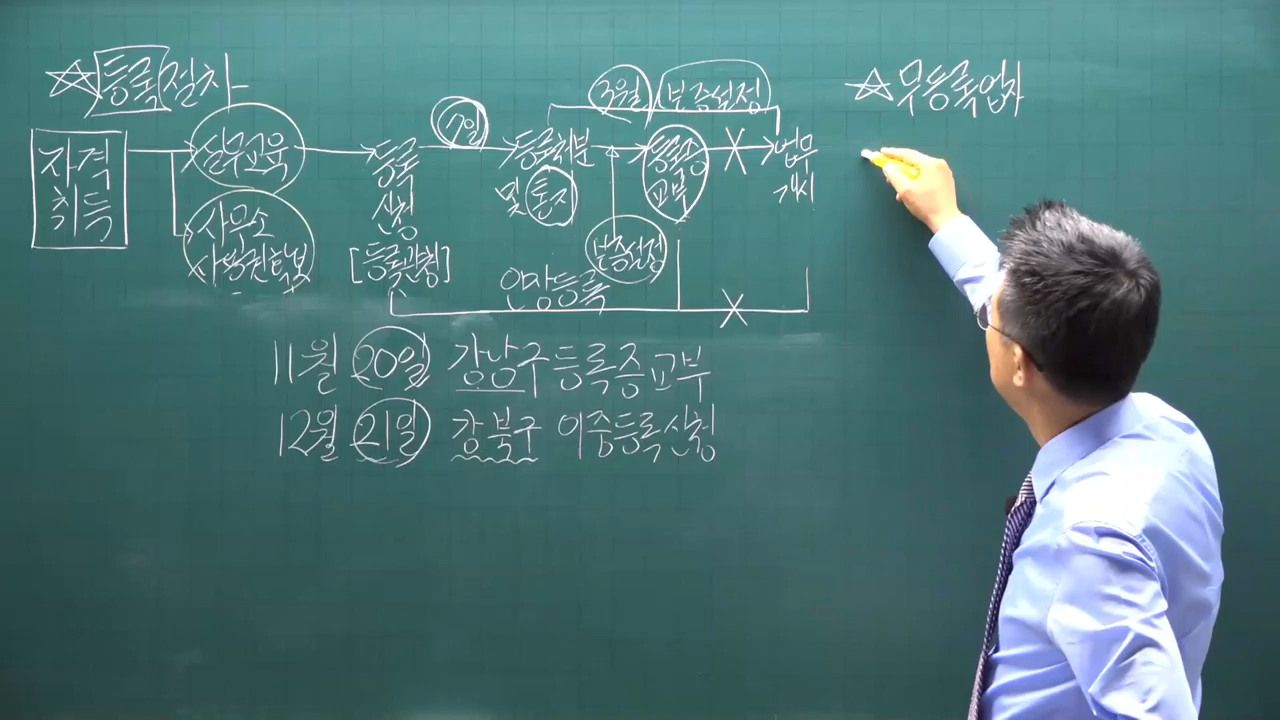 ☆등록절차
자격
취득
실무교육
사무소
사용권확보
등록
신청
[등록관청]
7일
등록처분
및 통지
3월 보증설정
보증설정
등록증
교부
업무
개시
인장등록
11월 20일 강남구 등록증교부
12월 21일 강북구 이중등록신청
☆무등록업자